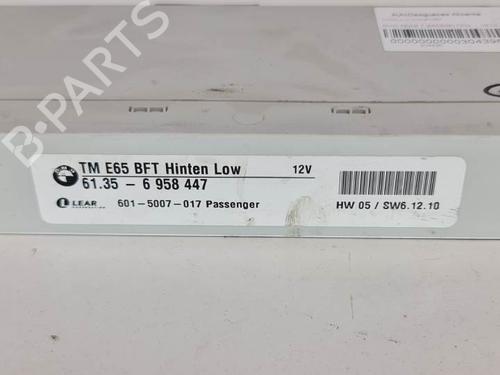 B-PARTS
TM E65 BFT Hinten Low 12V
61.35 - 6 958 447
LEAR
601-5007-017 Passenger
HW 05 / SW6.12.10